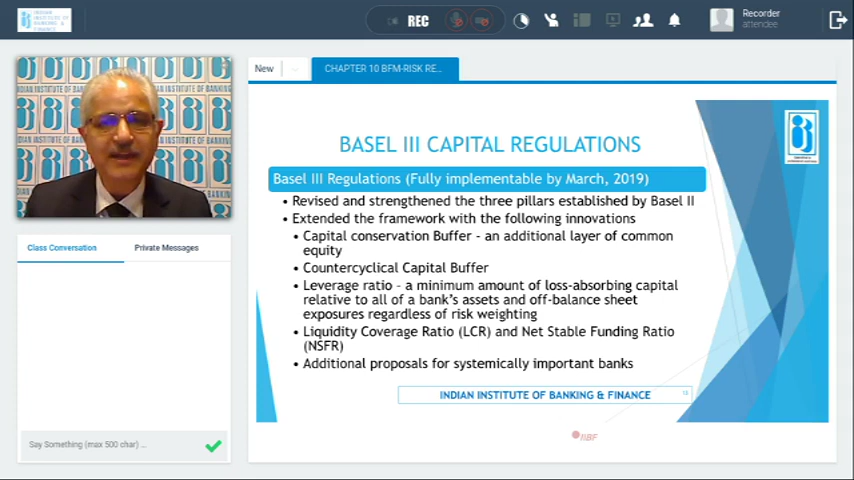 INDIAN
INSTITUTE OF
BANKING &
FINANCE
REC
Recorder
attendee
New
CHAPTER 10 BFM-RISK RE...
INDIAN INSTITUTE OF BANKING
BASEL III CAPITAL REGULATIONS
Basel III Regulations (Fully implementable by March, 2019)
• Revised and strengthened the three pillars established by Basel II
• Extended the framework with the following innovations
• Capital conservation Buffer – an additional layer of common
equity
• Countercyclical Capital Buffer
• Leverage ratio – a minimum amount of loss-absorbing capital
relative to all of a bank's assets and off-balance sheet
exposures regardless of risk weighting
• Liquidity Coverage Ratio (LCR) and Net Stable Funding Ratio
(NSFR)
• Additional proposals for systemically important banks
INDIAN INSTITUTE OF BANKING & FINANCE
IIBF
Class Conversation
Private Messages
Say Something (max 500 char) ...